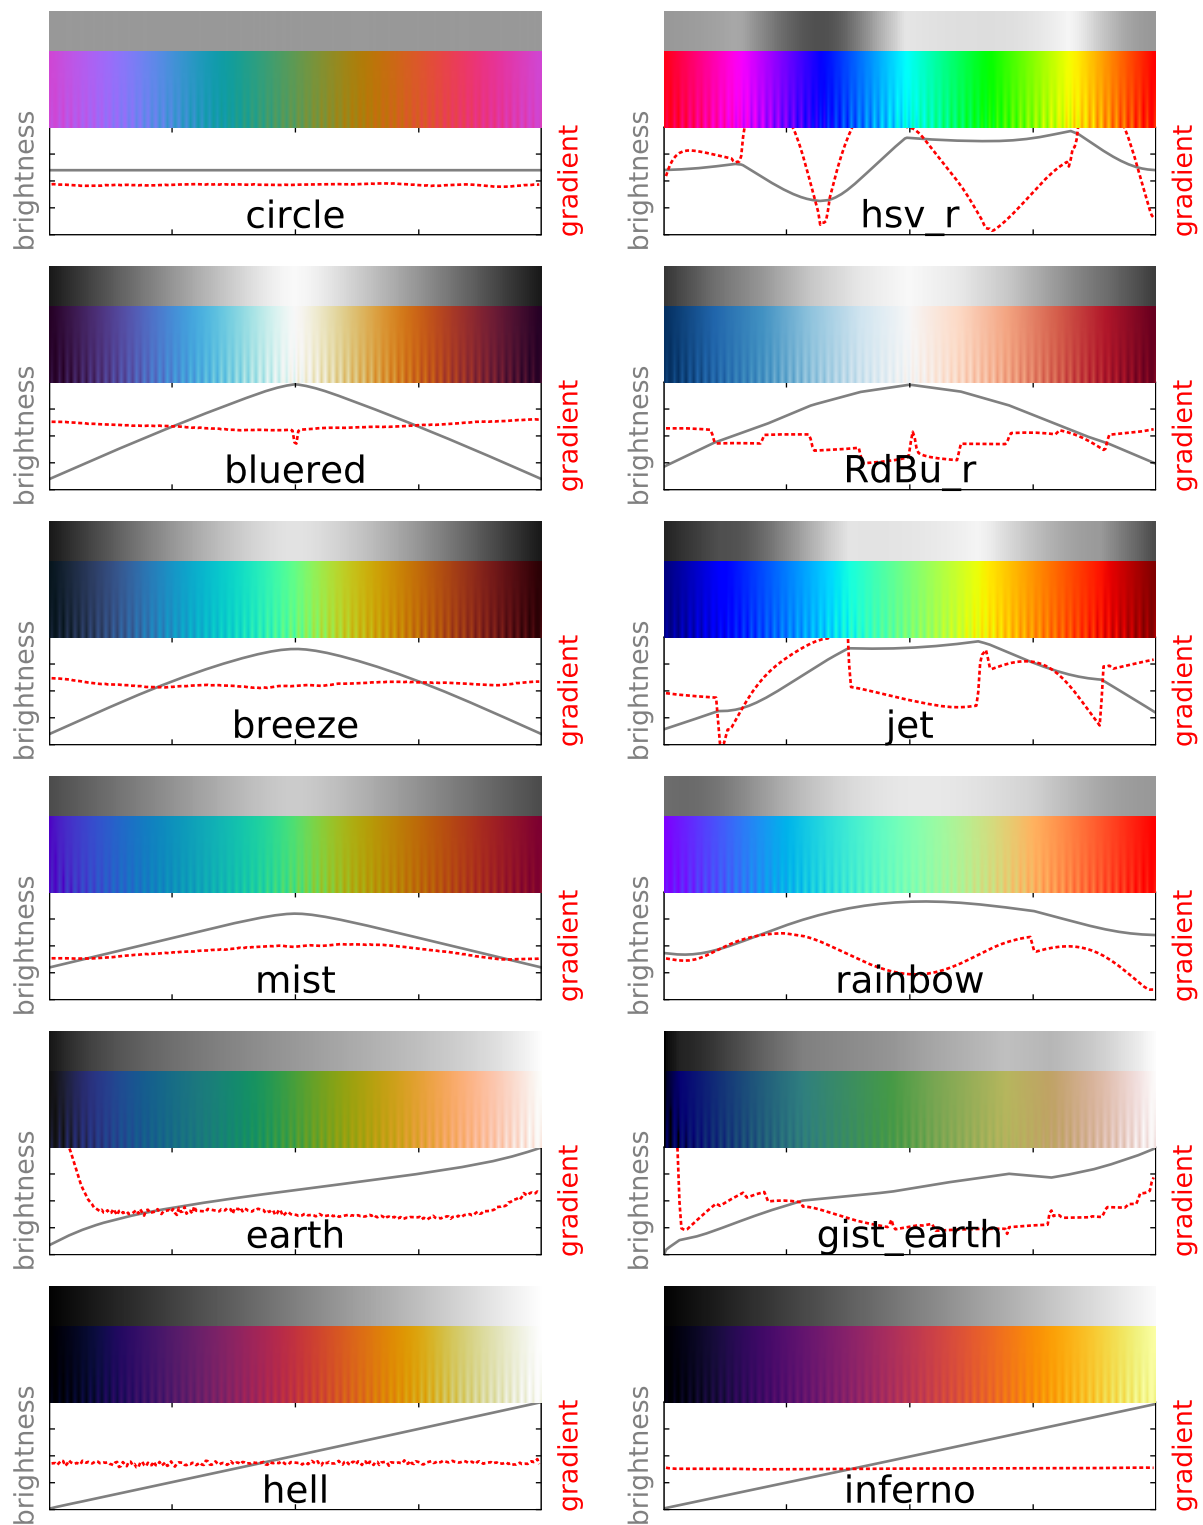 brightness
circle
gradient
brightness
hsv_r
gradient
brightness
bluered
gradient
brightness
RdBu_r
gradient
brightness
breeze
gradient
brightness
jet
gradient
brightness
mist
gradient
brightness
rainbow
gradient
brightness
earth
gradient
brightness
gist_earth
gradient
brightness
hell
gradient
brightness
inferno
gradient